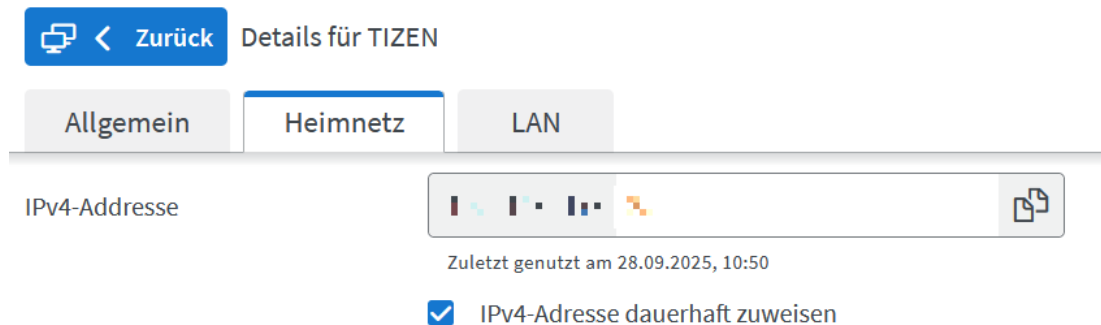 Zurück Details für TIZEN
Allgemein Heimnetz LAN
IPv4-Addresse
Zuletzt genutzt am 28.09.2025, 10:50
IPv4-Adresse dauerhaft zuweisen